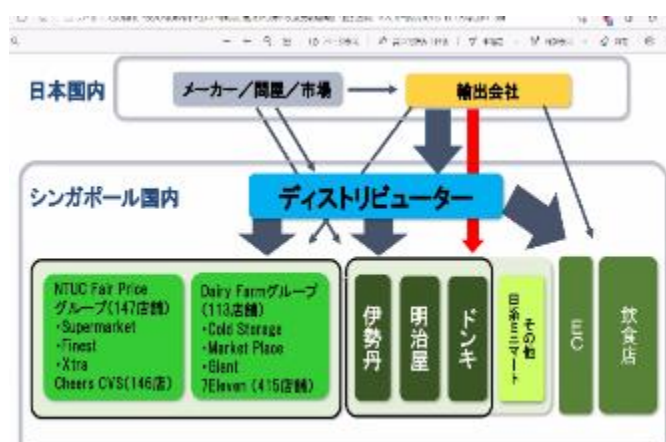 日本国内
メーカー／問屋／市場
輸出会社
シンガポール国内
ディストリビューター
NTUC Fair Price
グループ(147店舗)
・Supermarket
・Finest
・Xtra
Cheers CVS(146店)
Dairy Farmグループ
(113店舗)
・Cold Storage
・Market Place
・Giant
7Eleven (415店舗)
伊勢丹
明治屋
ドンキ
その他
日系ミニマート
EC
飲食店